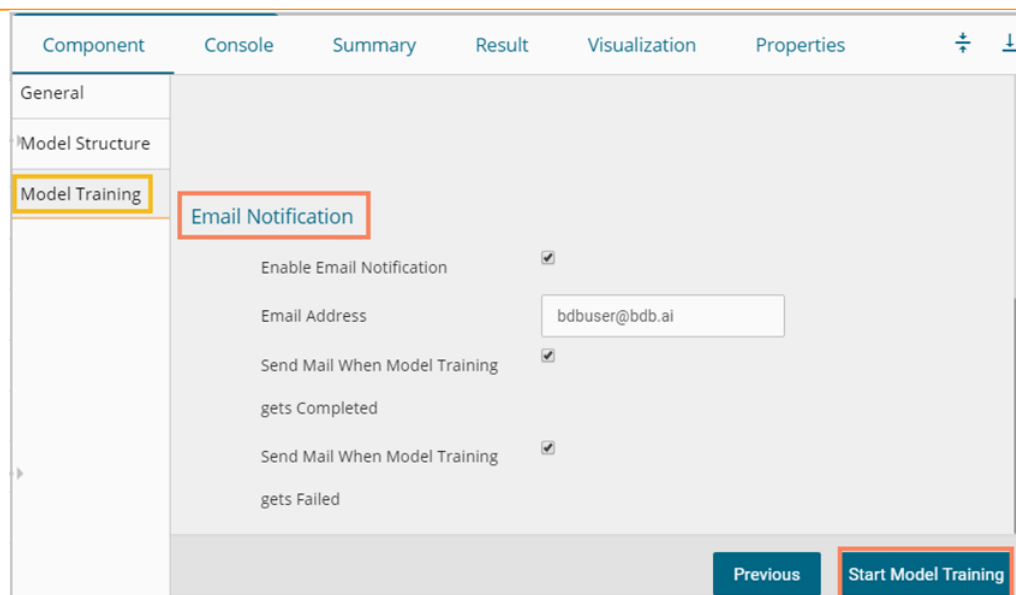 Component Console Summary Result Visualization Properties
General
Model Structure
Model Training
Email Notification
Enable Email Notification
Email Address bdbuser@bdb.ai
Send Mail When Model Training
gets Completed
Send Mail When Model Training
gets Failed
Previous Start Model Training